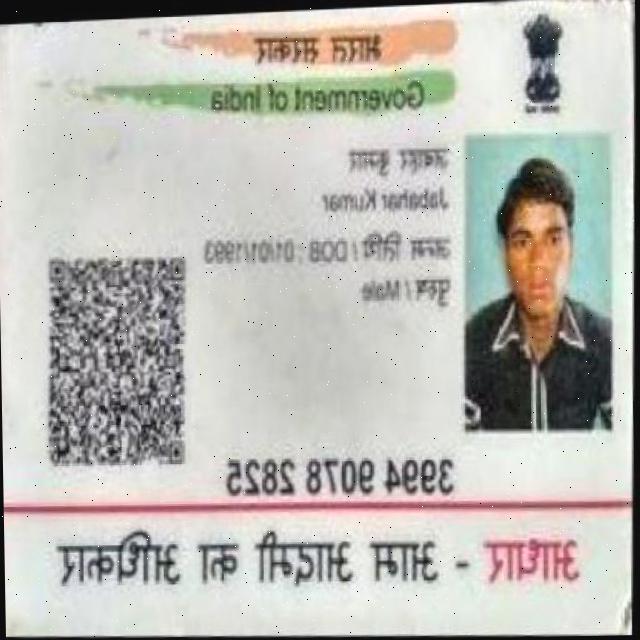 भारत सरकार
Government of India
जबाहर कुमार
Jabahar Kumar
जन्म तिथि / DOB : 01/01/1993
पुरुष / Male
3994 9078 2825
आधार - आम आदमी का अधिकार